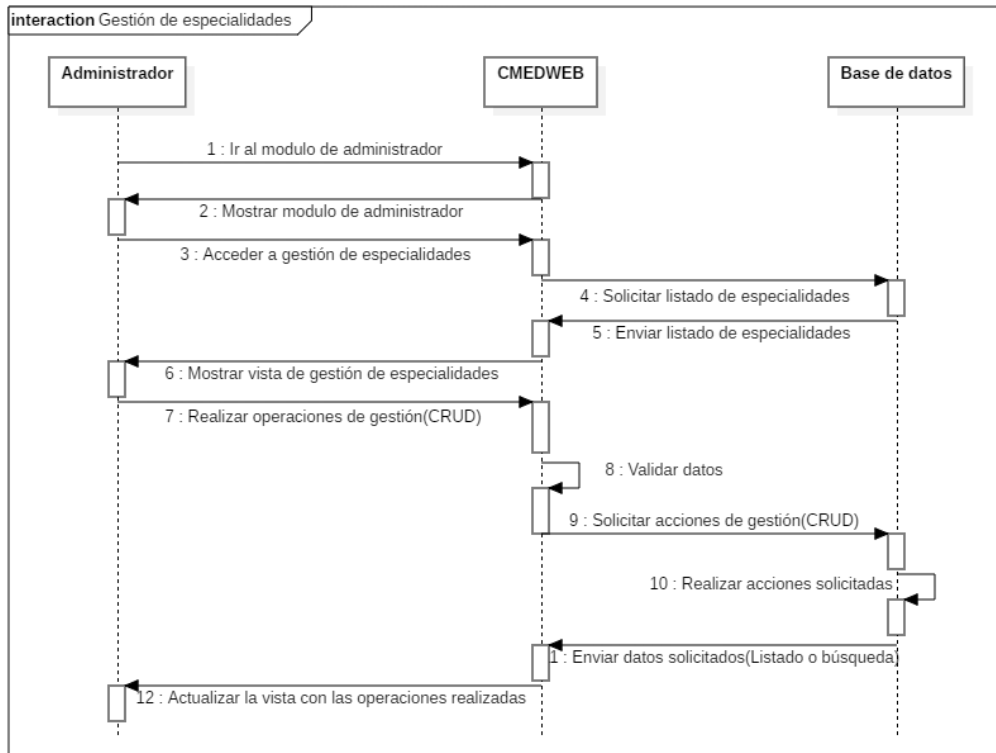 interaction Gestión de especialidades
Administrador
CMEDWEB
Base de datos
1 : Ir al modulo de administrador
2 : Mostrar modulo de administrador
3 : Acceder a gestión de especialidades
4 : Solicitar listado de especialidades
5 : Enviar listado de especialidades
6 : Mostrar vista de gestión de especialidades
7 : Realizar operaciones de gestión(CRUD)
8 : Validar datos
9 : Solicitar acciones de gestión(CRUD)
10 : Realizar acciones solicitadas
1 : Enviar datos solicitados(Listado o búsqueda)
12 : Actualizar la vista con las operaciones realizadas